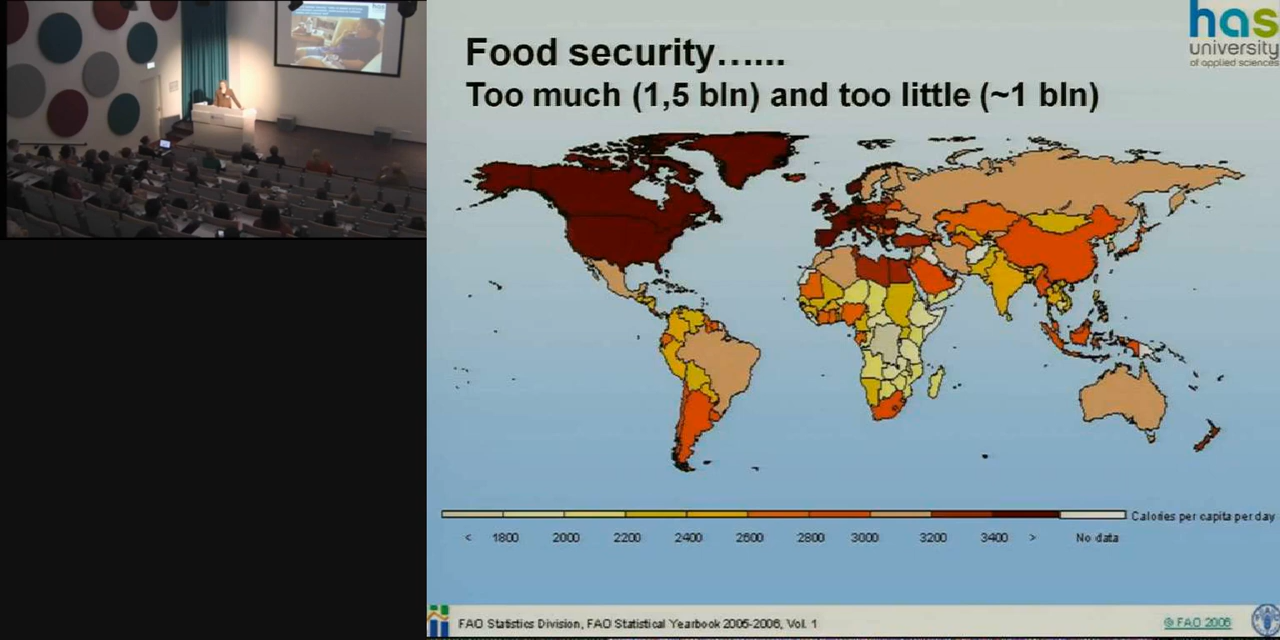 has
university
of applied sciences
Food security…...
Too much (1,5 bln) and too little (~1 bln)
Calories per capita per day
< 1800 2000 2200 2400 2600 2800 3000 3200 3400 > No data
FAO Statistics Division, FAO Statistical Yearbook 2005-2006, Vol. 1
© FAO 2006